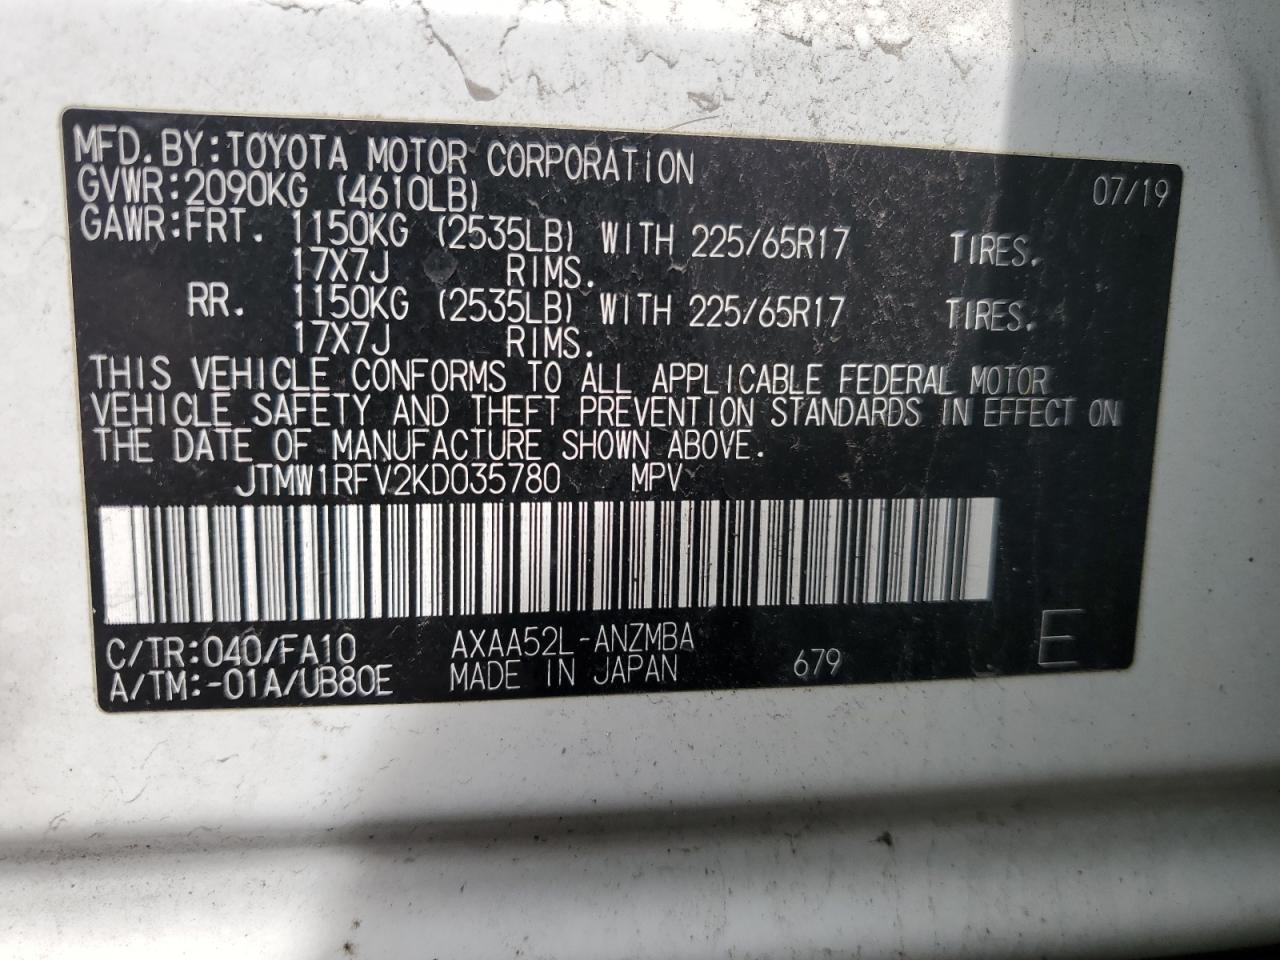 MFD. BY: TOYOTA MOTOR CORPORATION 07/19
GVWR: 2090KG (4610LB)
GAWR: FRT. 1150KG (2535LB) WITH 225/65R17 TIRES.
17X7J RIMS.
RR. 1150KG (2535LB) WITH 225/65R17 TIRES.
17X7J RIMS.
THIS VEHICLE CONFORMS TO ALL APPLICABLE FEDERAL MOTOR
VEHICLE SAFETY AND THEFT PREVENTION STANDARDS IN EFFECT ON
THE DATE OF MANUFACTURE SHOWN ABOVE.
JTMW1RFV2KD035780 MPV
C/TR:040/FA10 AXAA52L-ANZMBA E
A/TM:-01A/UB80E MADE IN JAPAN 679